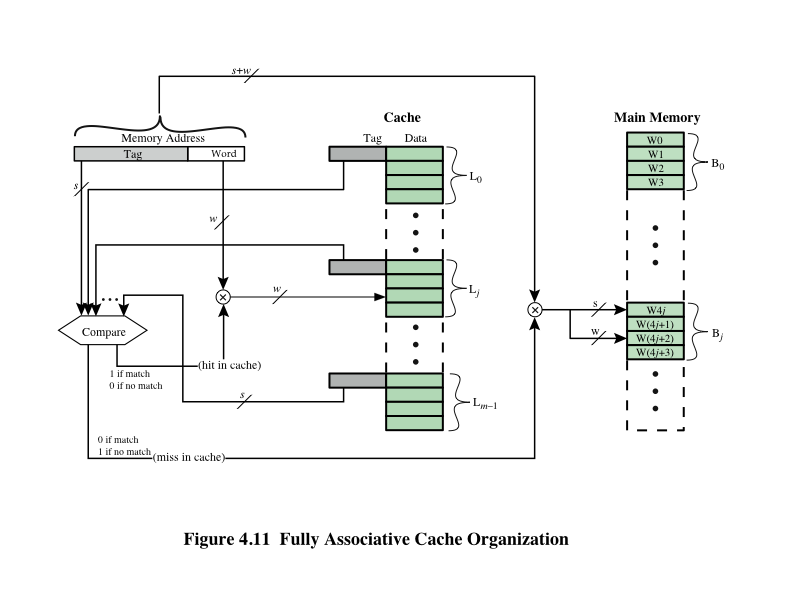 s+w
Cache
Main Memory
Memory Address
Tag
Data
Tag
Word
W0
W1
W2
W3
B0
s
L0
w
w
Lj
s
W4j
W(4j+1)
W(4j+2)
W(4j+3)
w
Bj
...
Compare
(hit in cache)
1 if match
0 if no match
s
Lm–1
0 if match
1 if no match
(miss in cache)
Figure 4.11 Fully Associative Cache Organization